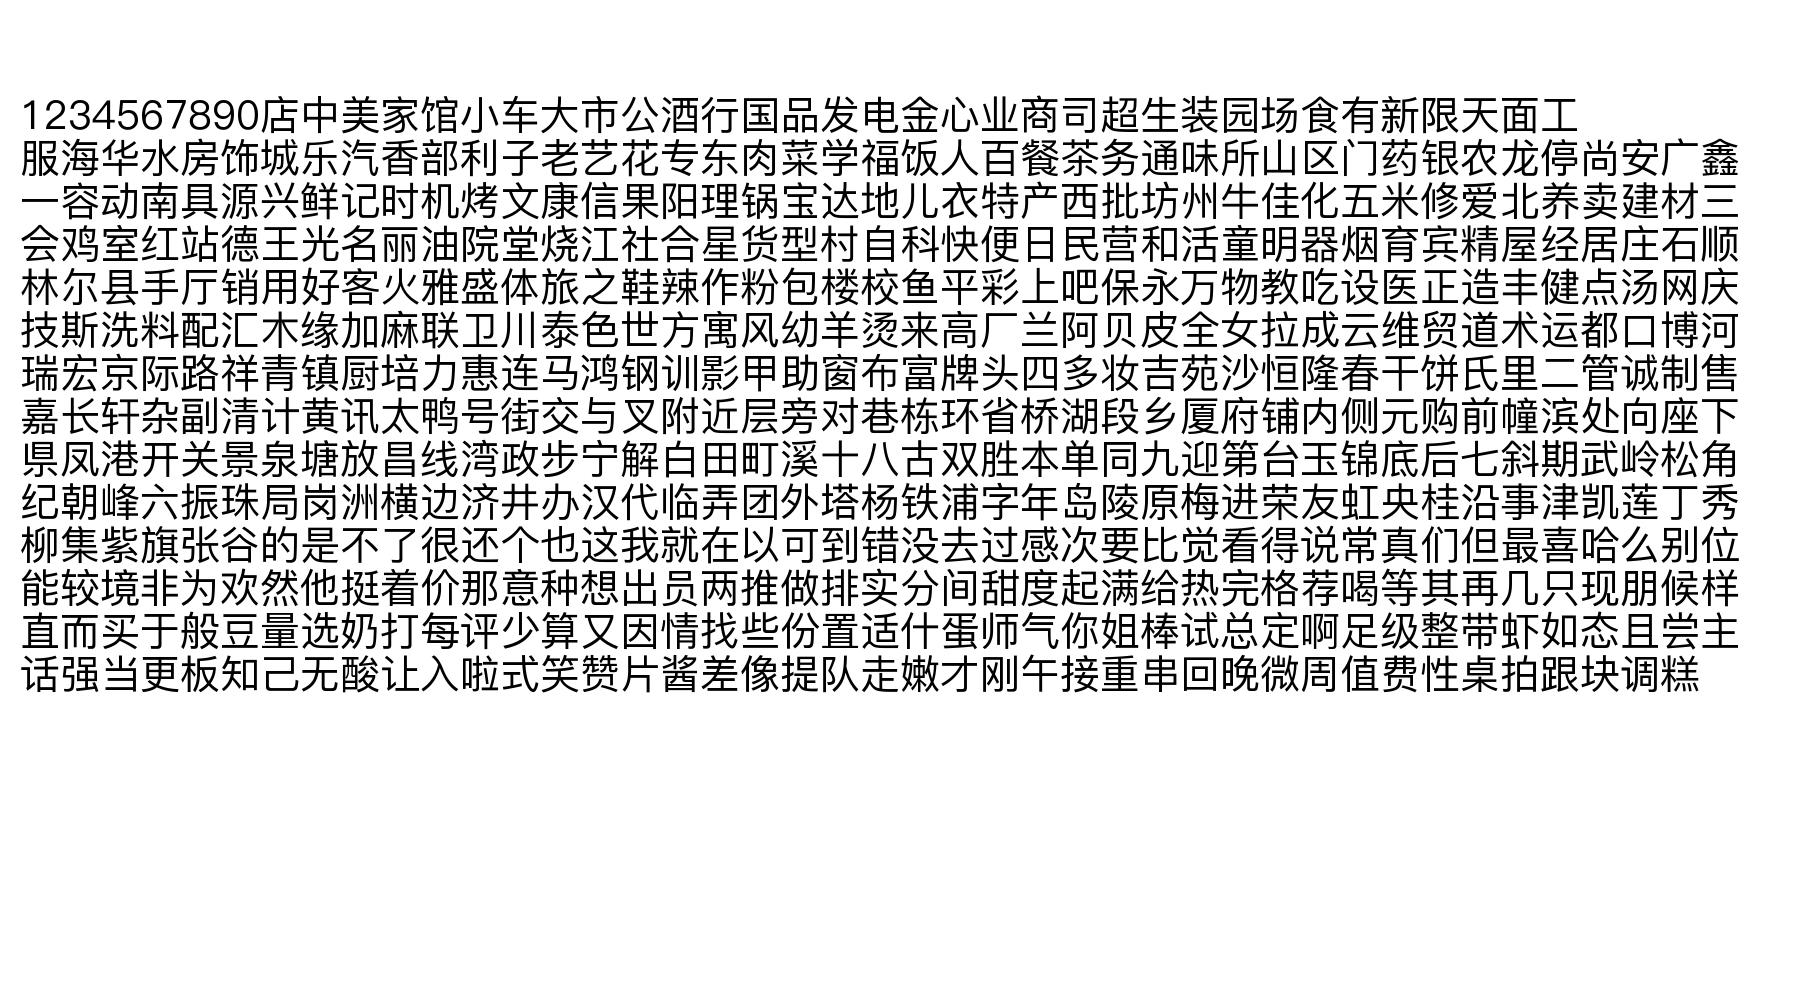 1234567890店中美家馆小车大市公酒行国品发电金心业商司超生装园场食有新限天面工
服海华水房饰城乐汽香部利子老艺花专东肉菜学福饭人百餐茶务通味所山区门药银农龙停尚安广鑫
一容动南具源兴鲜记时机烤文康信果阳理锅宝达地儿衣特产西批坊州牛佳化五米修爱北养卖建材三
会鸡室红站德王光名丽油院堂烧江社合星货型村自科快便日民营和活童明器烟育宾精屋经居庄石顺
林尔县手厅销用好客火雅盛体旅之鞋辣作粉包楼校鱼平彩上吧保永万物教吃设医正造丰健点汤网庆
技斯洗料配汇木缘加麻联卫川泰色世方寓风幼羊烫来高厂兰阿贝皮全女拉成云维贸道术运都口博河
瑞宏京际路祥青镇厨培力惠连马鸿钢训影甲助窗布富牌头四多妆吉苑沙恒隆春干饼氏里二管诚制售
嘉长轩杂副清计黄讯太鸭号街交与叉附近层旁对巷栋环省桥湖段乡厦府铺内侧元购前幢滨处向座下
県凤港开关景泉塘放昌线湾政步宁解白田町溪十八古双胜本单同九迎第台玉锦底后七斜期武岭松角
纪朝峰六振珠局岗洲横边济井办汉代临弄团外塔杨铁浦字年岛陵原梅进荣友虹央桂沿事津凯莲丁秀
柳集紫旗张谷的是不了很还个也这我就在以可到错没去过感次要比觉看得说常真们但最喜哈么别位
能较境非为欢然他挺着价那意种想出员两推做排实分间甜度起满给热完格荐喝等其再几只现朋候样
直而买于般豆量选奶打每评少算又因情找些份置适什蛋师气你姐棒试总定啊足级整带虾如态且尝主
话强当更板知己无酸让入啦式笑赞片酱差像提队走嫩才刚午接重串回晚微周值费性桌拍跟块调糕